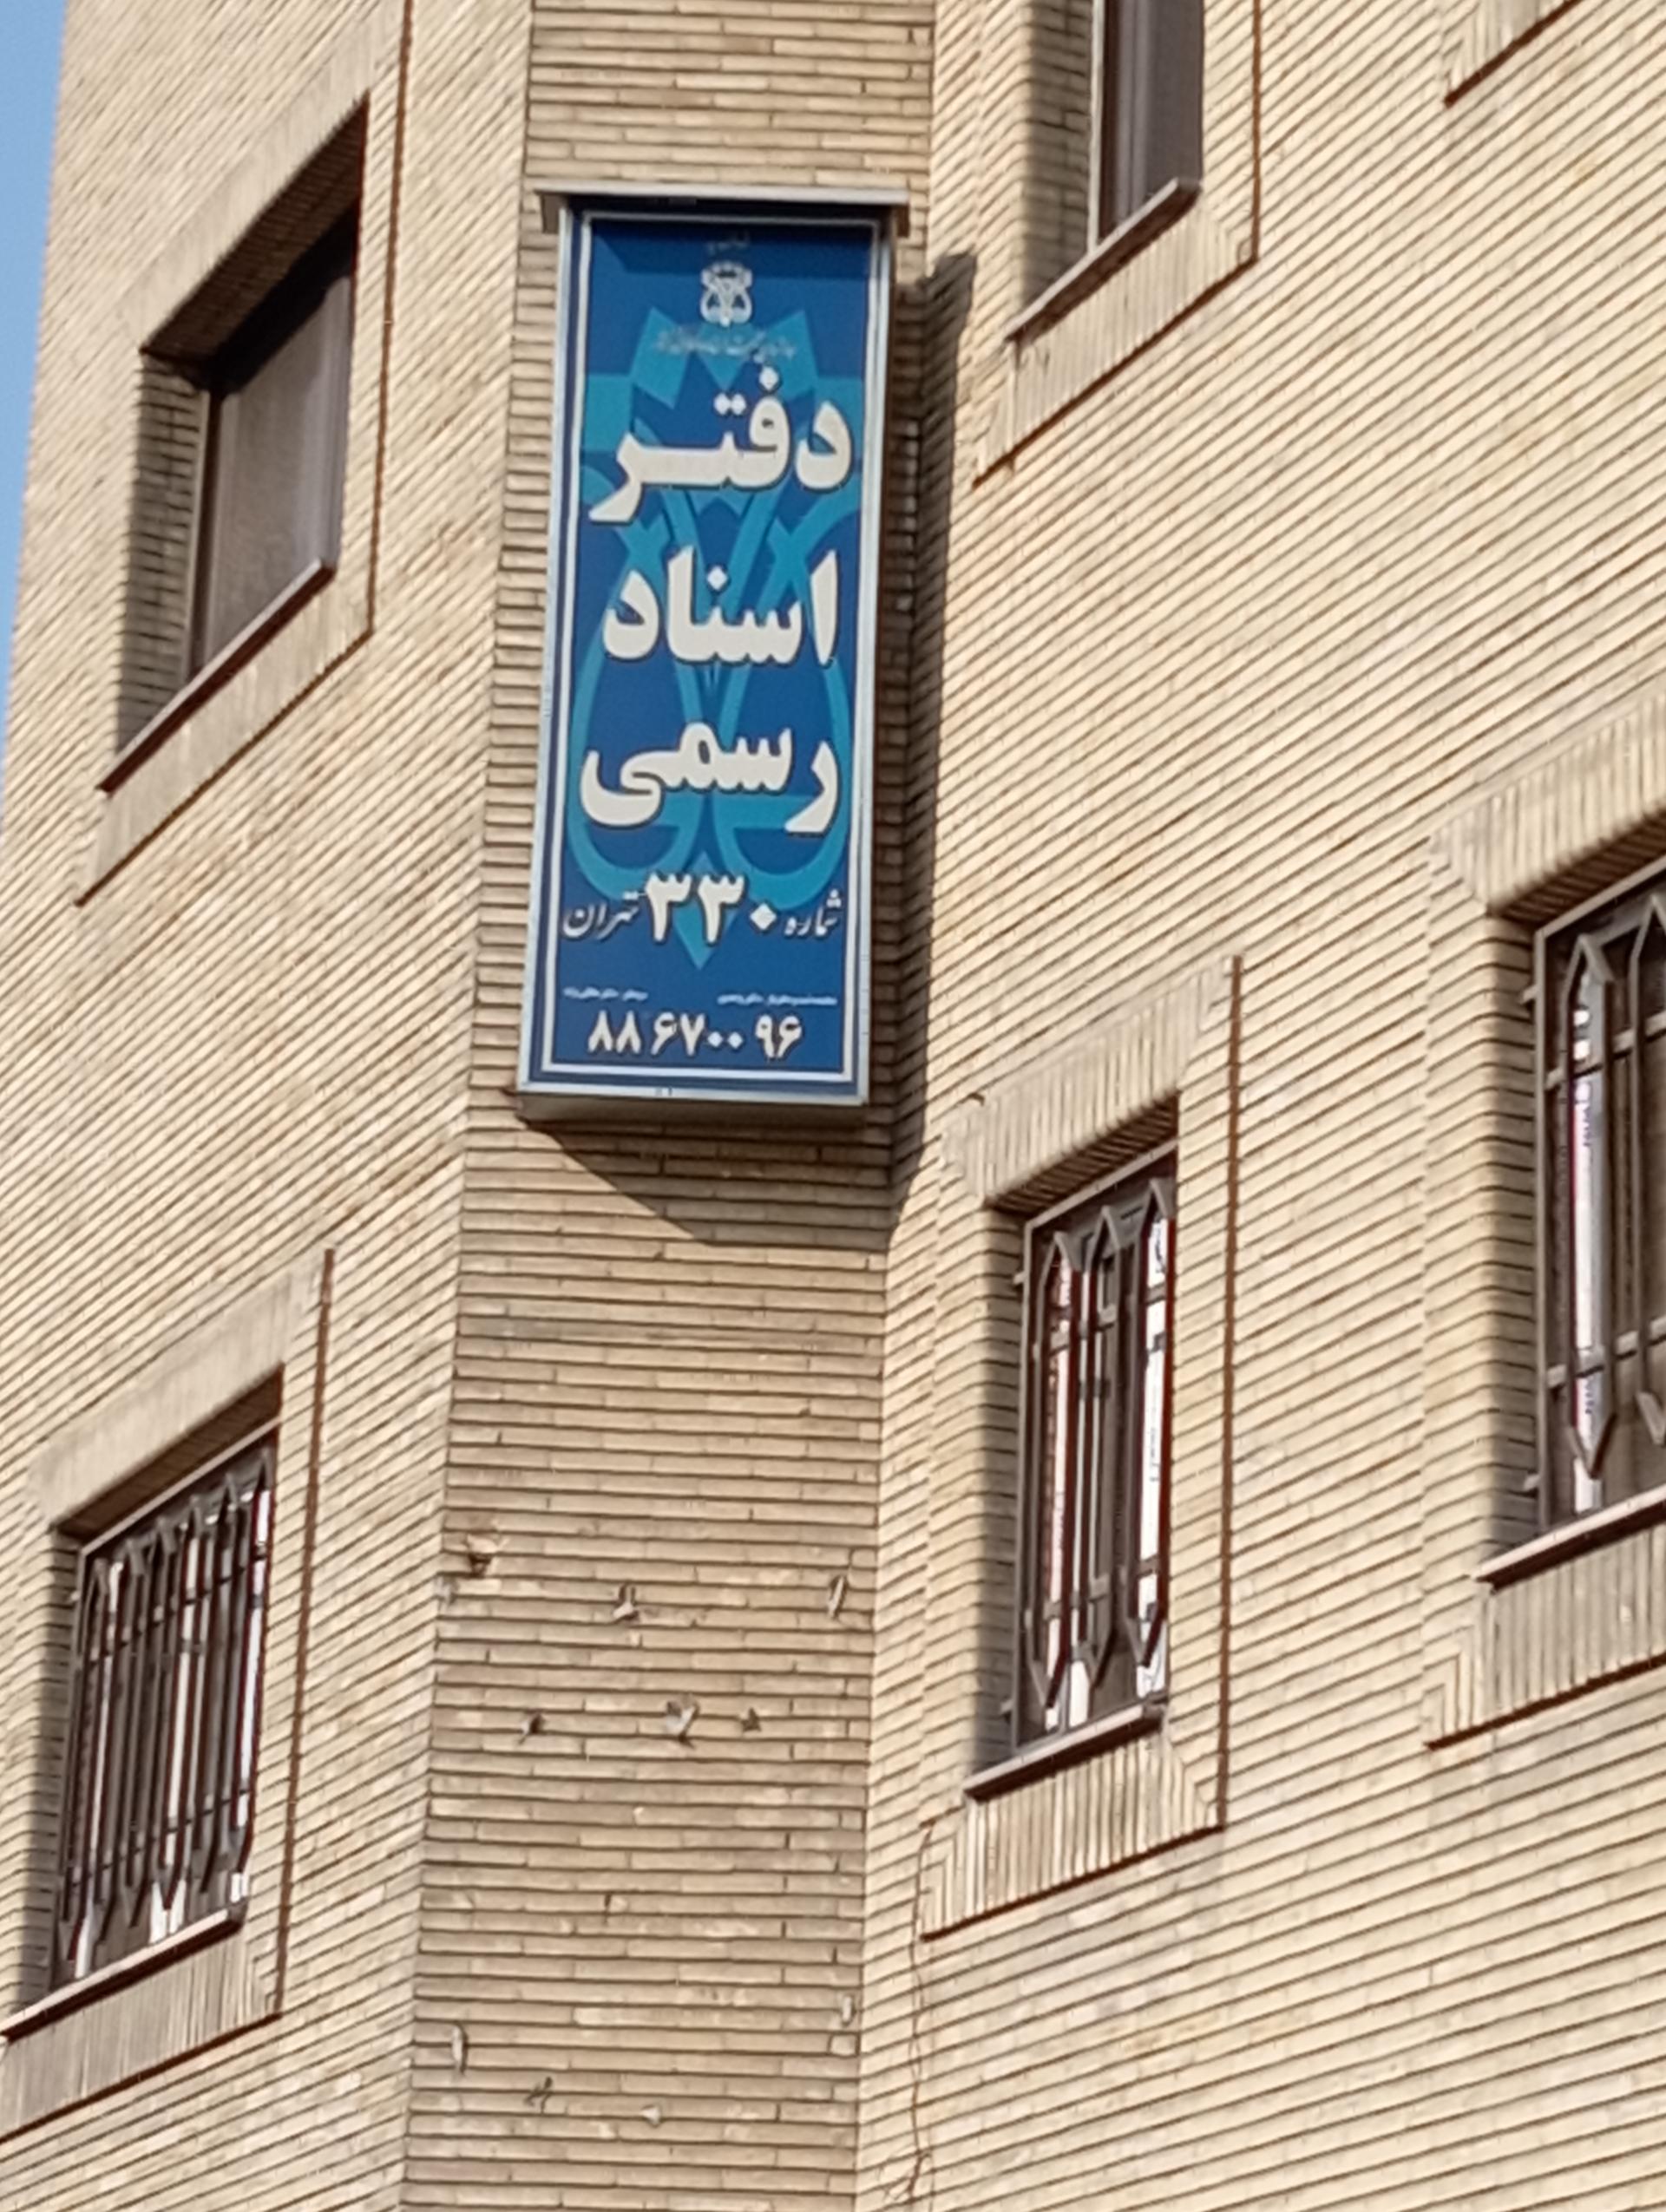 دفتر
اسناد
رسمی
شماره ۳۳۰ تهران
۸۸۶۷۰۰۹۶